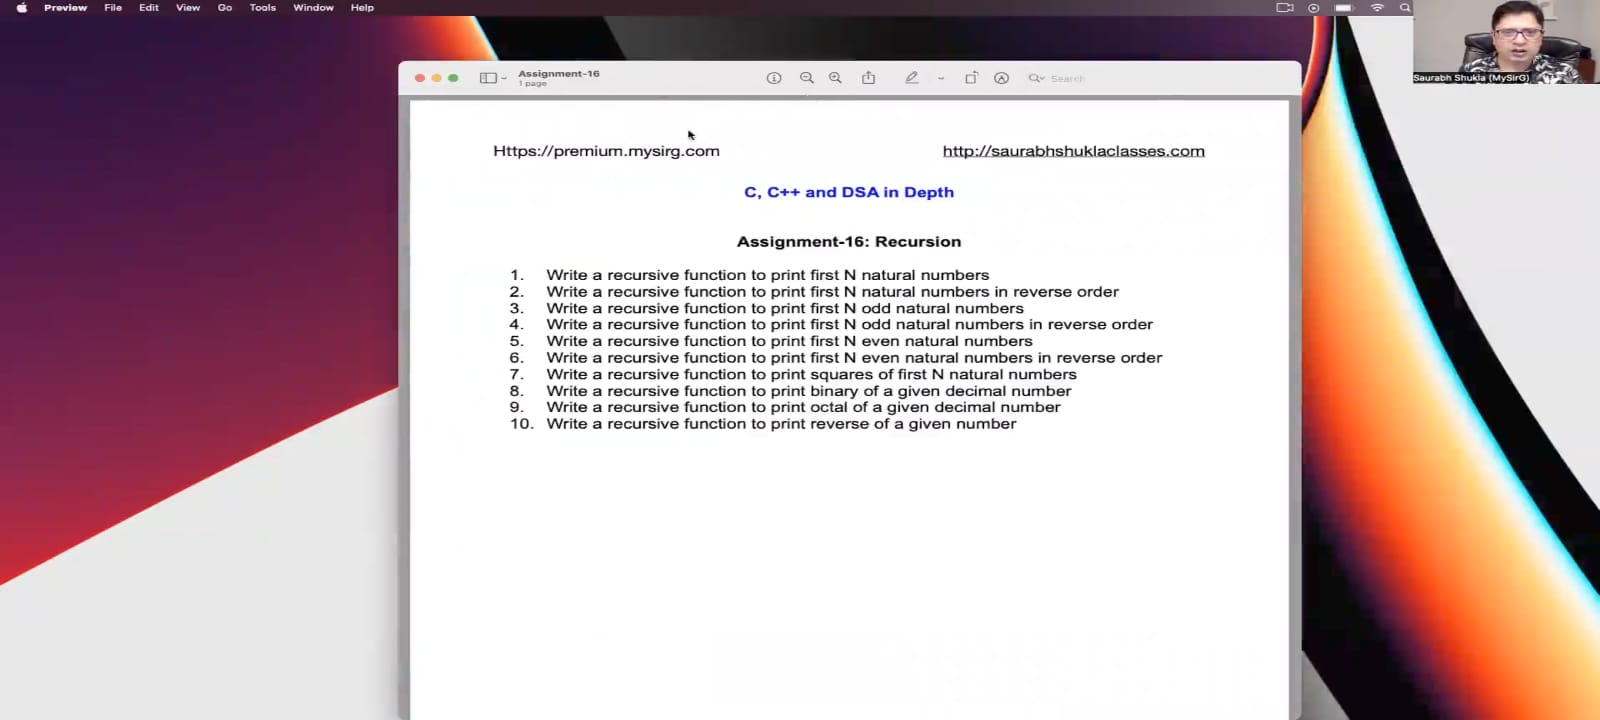 Preview File Edit View Go Tools Window Help
Saurabh Shukla (MySirG)
Assignment-16
1 page
Search
Https://premium.mysirg.com http://saurabhshuklaclasses.com
C, C++ and DSA in Depth
Assignment-16: Recursion
1. Write a recursive function to print first N natural numbers
2. Write a recursive function to print first N natural numbers in reverse order
3. Write a recursive function to print first N odd natural numbers
4. Write a recursive function to print first N odd natural numbers in reverse order
5. Write a recursive function to print first N even natural numbers
6. Write a recursive function to print first N even natural numbers in reverse order
7. Write a recursive function to print squares of first N natural numbers
8. Write a recursive function to print binary of a given decimal number
9. Write a recursive function to print octal of a given decimal number
10. Write a recursive function to print reverse of a given number